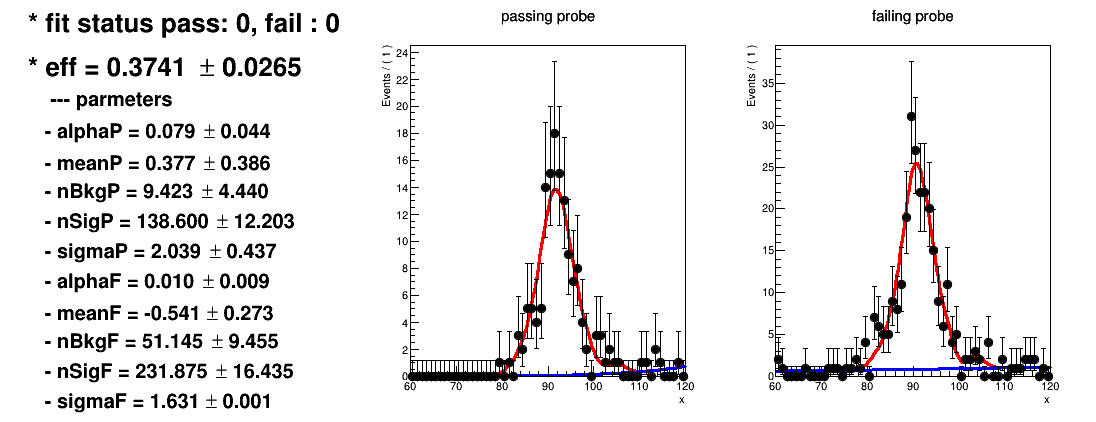 * fit status pass: 0, fail : 0
* eff = 0.3741 ± 0.0265
--- parmeters
- alphaP = 0.079 ± 0.044
- meanP = 0.377 ± 0.386
- nBkgP = 9.423 ± 4.440
- nSigP = 138.600 ± 12.203
- sigmaP = 2.039 ± 0.437
- alphaF = 0.010 ± 0.009
- meanF = -0.541 ± 0.273
- nBkgF = 51.145 ± 9.455
- nSigF = 231.875 ± 16.435
- sigmaF = 1.631 ± 0.001
passing probe
Events / ( 1 )
24
22
20
18
16
14
12
10
8
6
4
2
0
60 70 80 90 100 110 120
x
failing probe
Events / ( 1 )
35
30
25
20
15
10
5
0
60 70 80 90 100 110 120
x